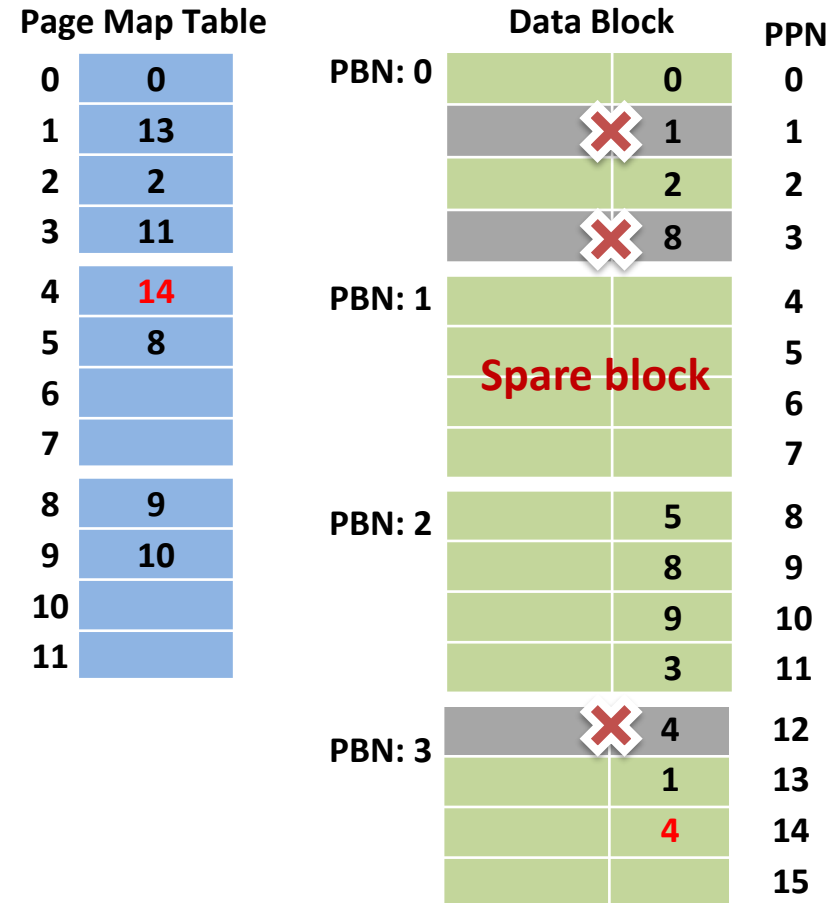 Page Map Table Data Block PPN
0 0 PBN: 0 0 0
1 13 1 1
2 2 2 2
3 11 8 3
4 14 PBN: 1 4
5 8 Spare block 5
6 6
7 7
8 9 PBN: 2 5 8
9 10 8 9
10 9 10
11 3 11
4 12
PBN: 3
1 13
4 14
15